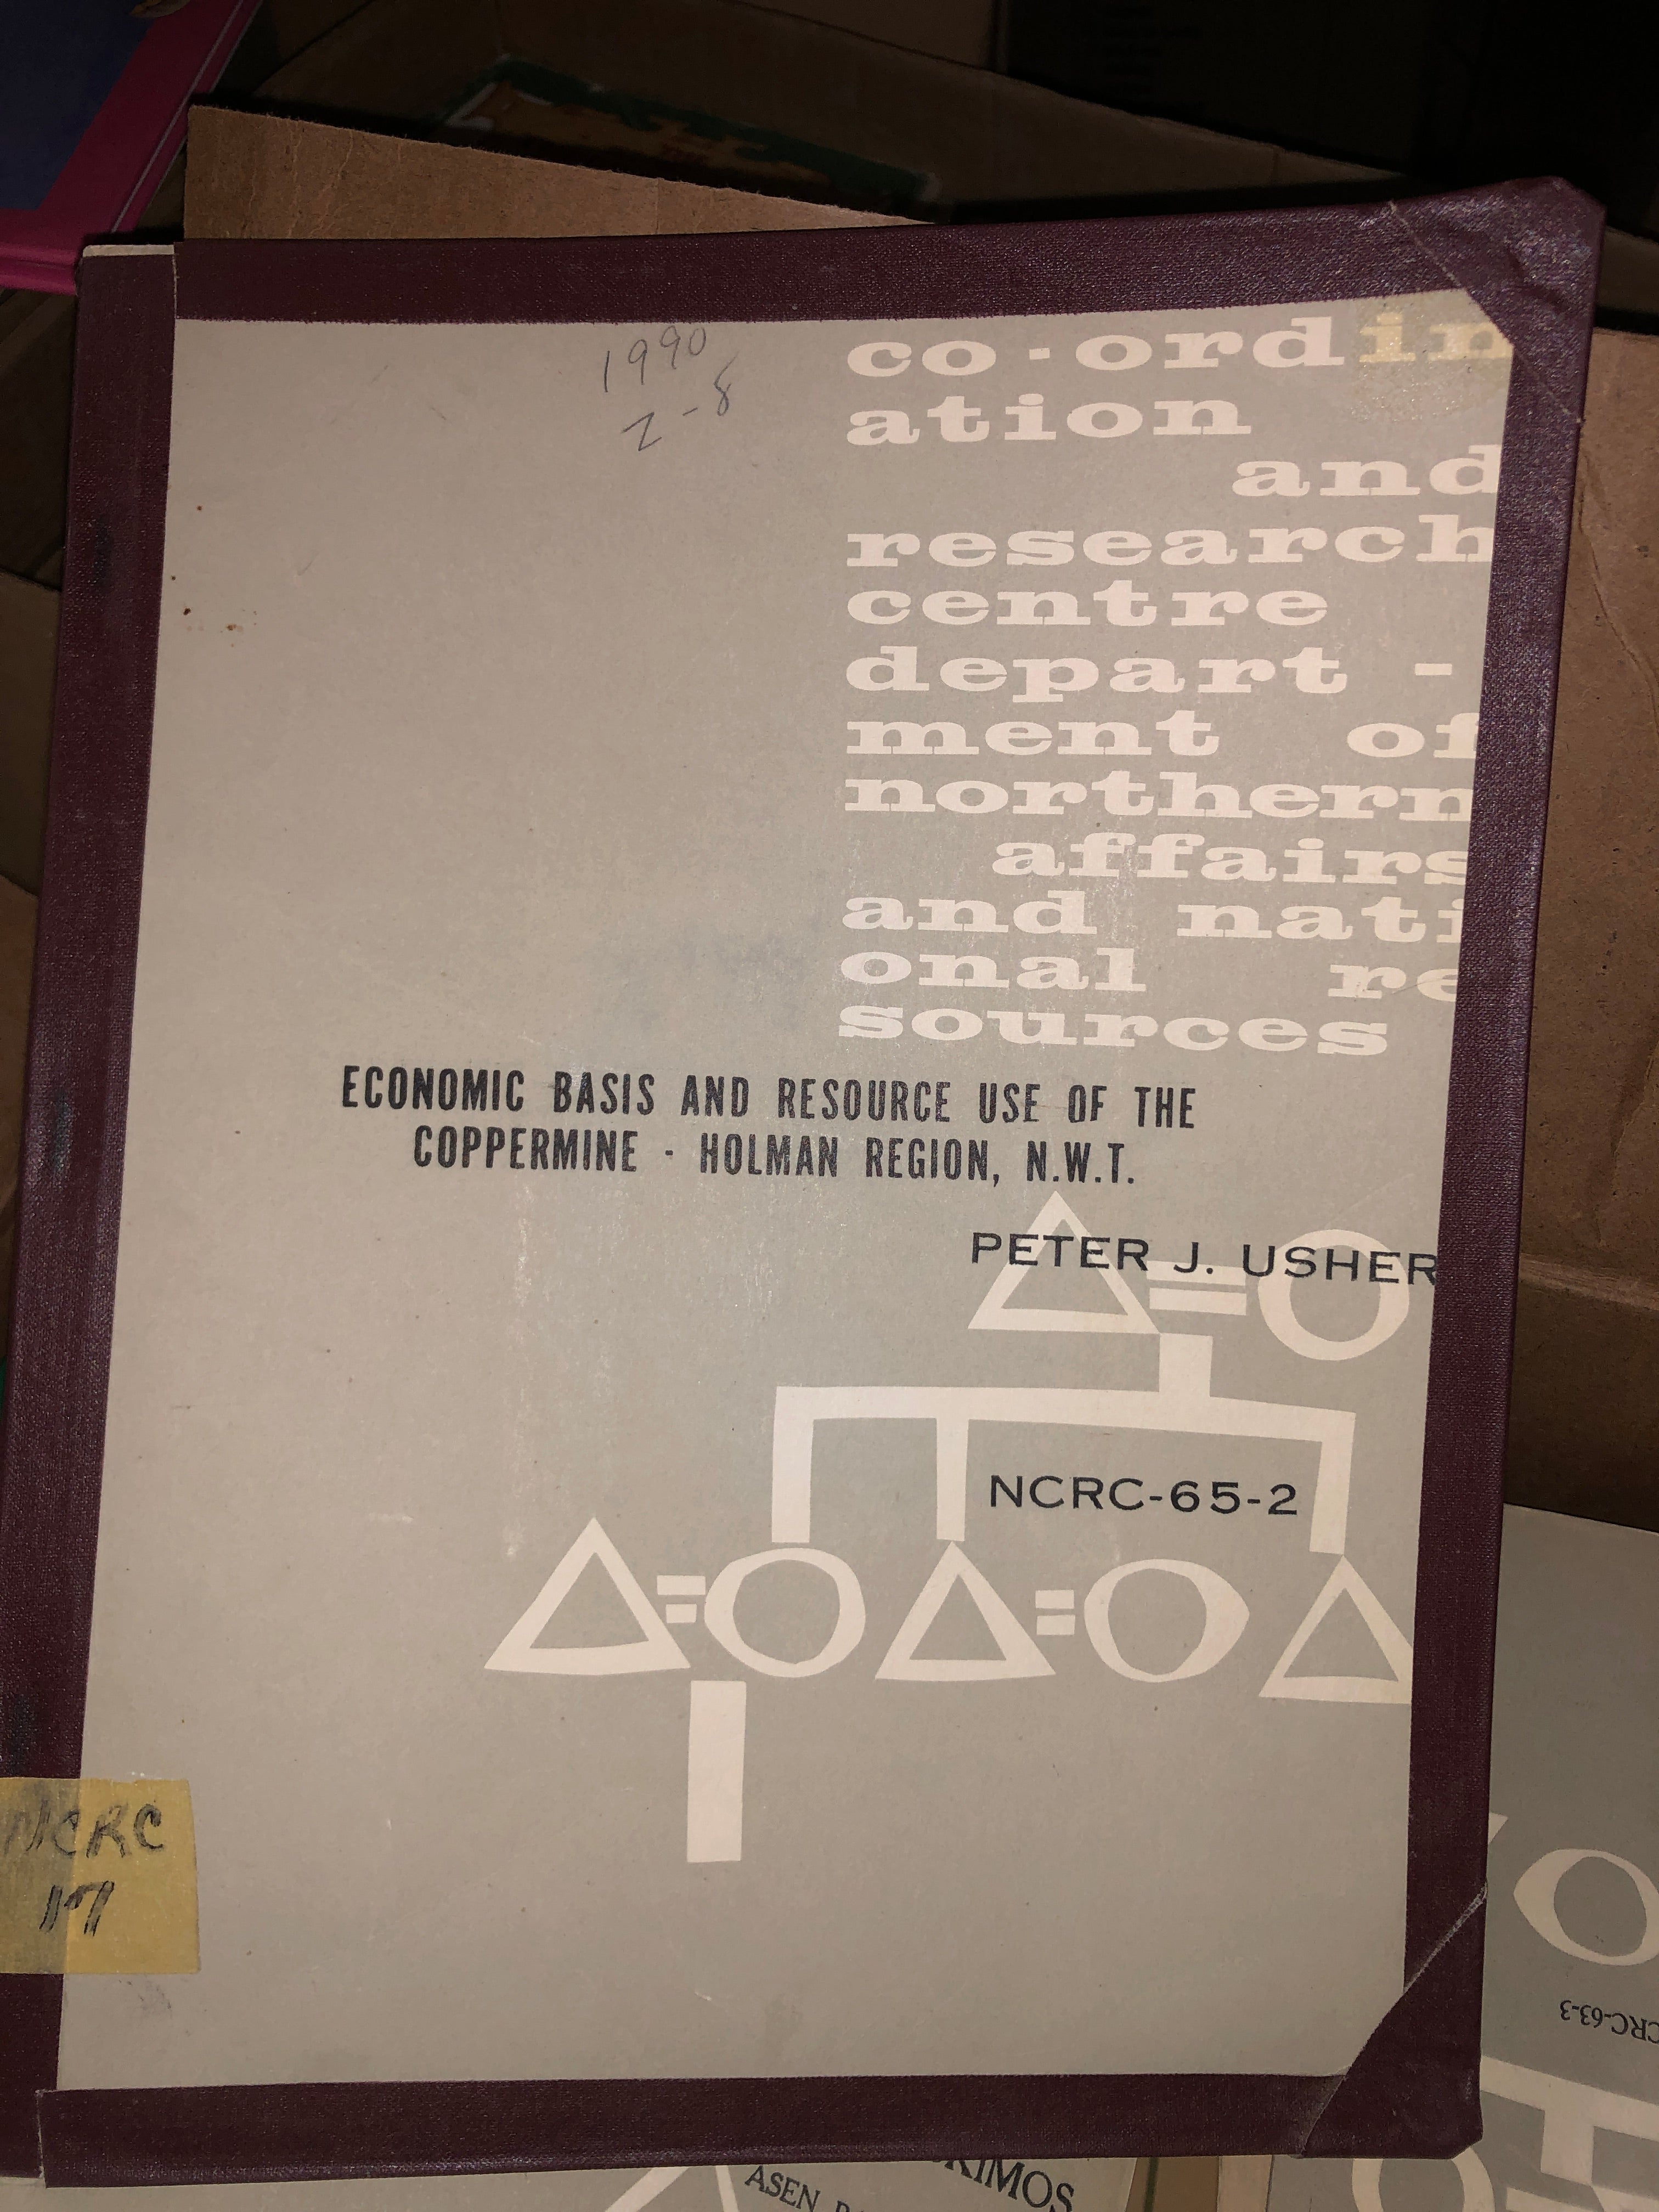 1990
Z-8
co-ordin
ation
and
research
centre
depart -
ment of
northern
affairs
and nati
onal re
sources
ECONOMIC BASIS AND RESOURCE USE OF THE
COPPERMINE - HOLMAN REGION, N.W.T.
PETER J. USHER
NCRC-65-2
NCRC
17
CRC-63-3
KIMOS
ASEN